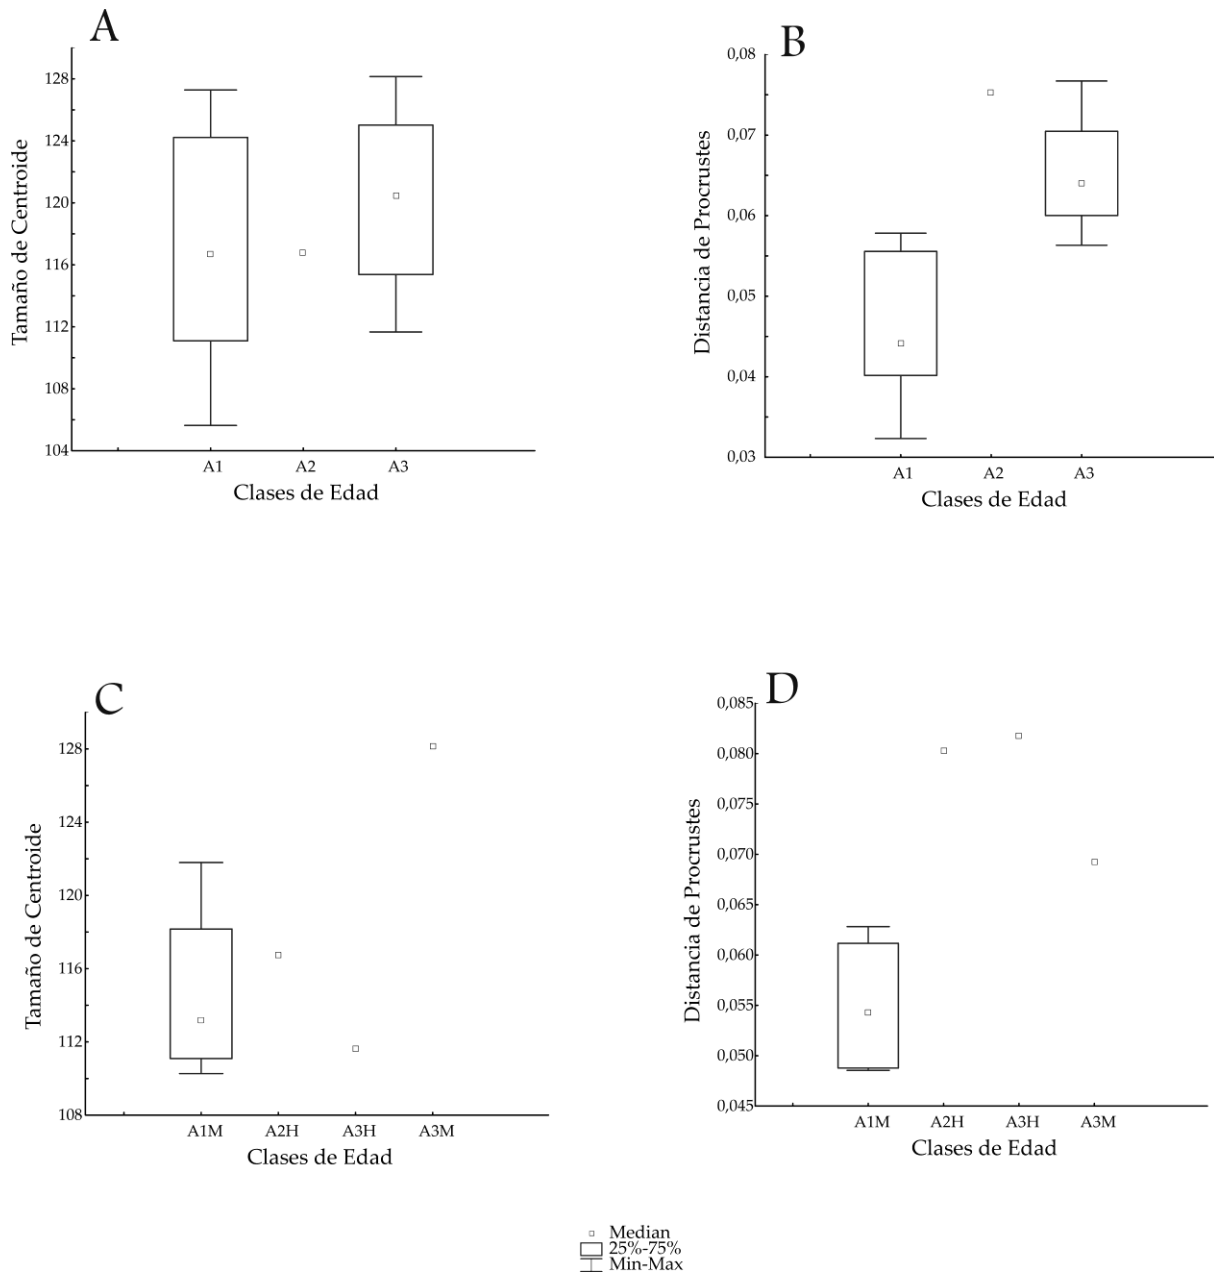 A
Tamaño de Centroide
128
124
120
116
112
108
104
A1 A2 A3
Clases de Edad
B
Distancia de Procrustes
0,08
0,07
0,06
0,05
0,04
0,03
A1 A2 A3
Clases de Edad
C
Tamaño de Centroide
128
124
120
116
112
108
A1M A2H A3H A3M
Clases de Edad
D
Distancia de Procrustes
0,085
0,080
0,075
0,070
0,065
0,060
0,055
0,050
0,045
A1M A2H A3H A3M
Clases de Edad
Median
25%-75%
Min-Max